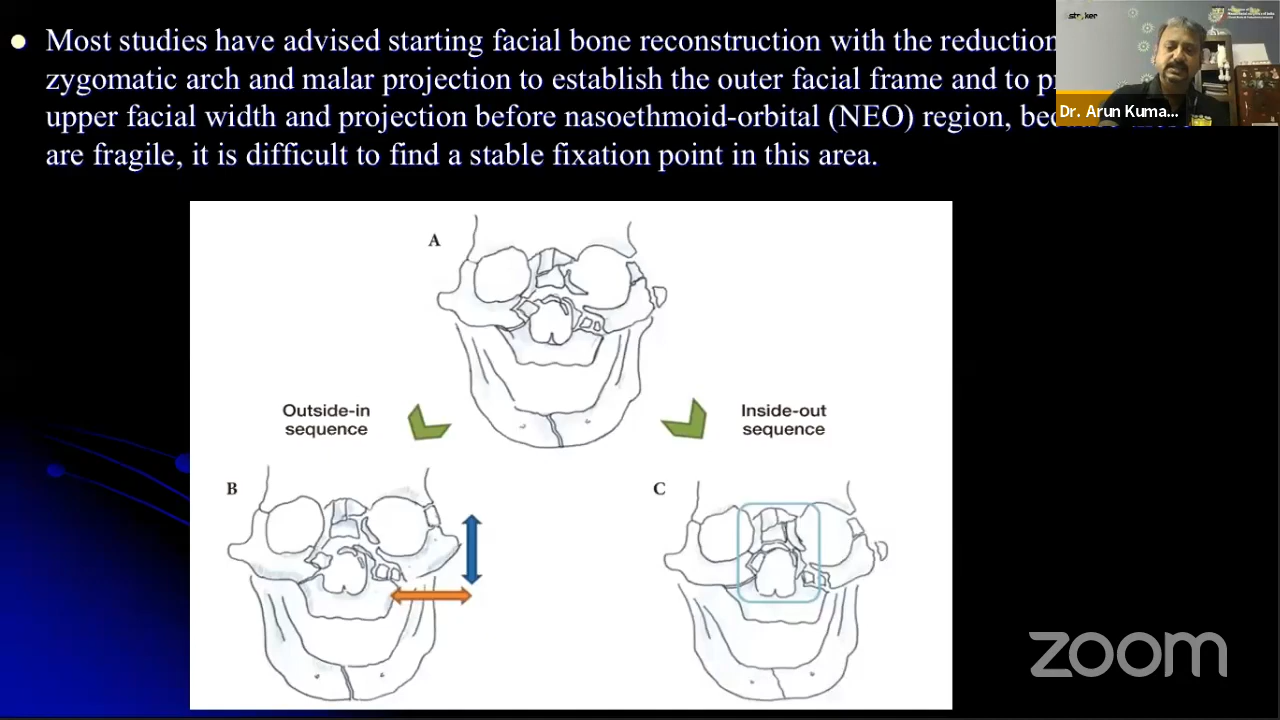 Most studies have advised starting facial bone reconstruction with the reduction
zygomatic arch and malar projection to establish the outer facial frame and to
upper facial width and projection before nasoethmoid-orbital (NEO) region,
are fragile, it is difficult to find a stable fixation point in this area.
stryker
Dr. Arun Kuma...
A
Outside-in
sequence
Inside-out
sequence
B
C
zoom